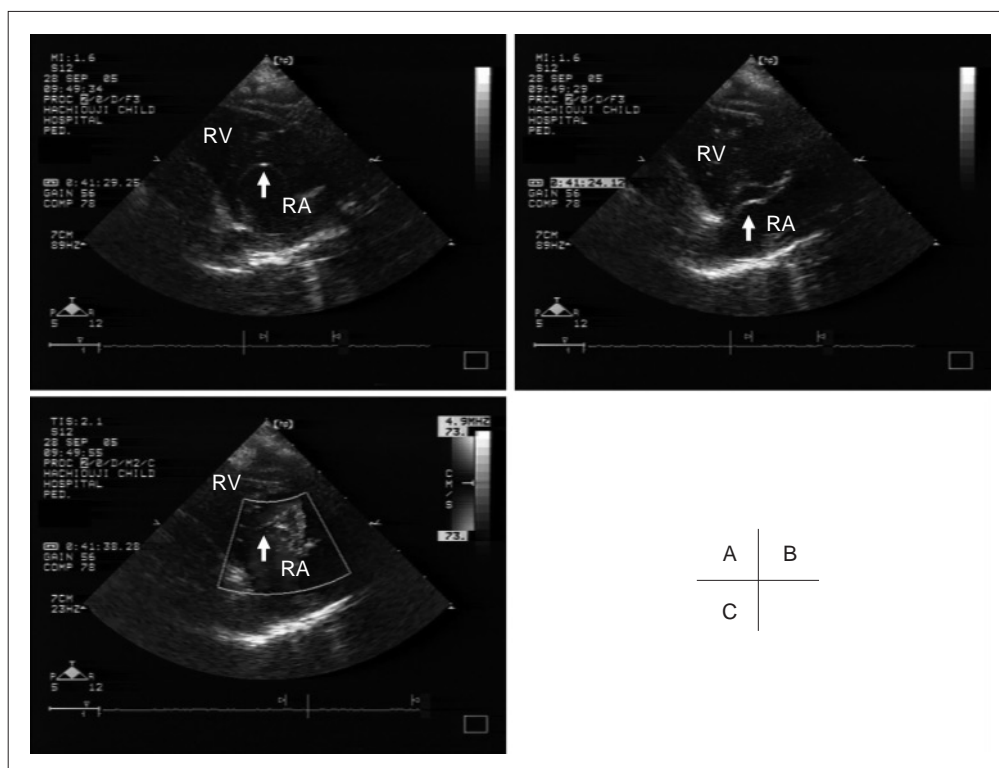 MI:1.6
S12
28 SEP 05
09:49:34
PROC 2/0/D/F3
HACHIOUJI CHILD
HOSPITAL
PED.
RV
RA
0:41:29.25
GAIN 56
COMP 78
7CM
89HZ
P R
5 12
MI:1.6
S12
28 SEP 05
09:49:29
PROC 2/0/D/F3
HACHIOUJI CHILD
HOSPITAL
PED.
RV
RA
0:41:24.12
GAIN 56
COMP 78
7CM
89HZ
P R
5 12
TIS:2.1
S12
28 SEP 05
09:49:55
PROC 2/0/D/M2/C
HACHIOUJI CHILD
HOSPITAL
PED.
4.9MHZ
73.
CM/S
73.
RV
RA
0:41:38.28
GAIN 56
COMP 78
7CM
23HZ
P R
5 12
A B
C